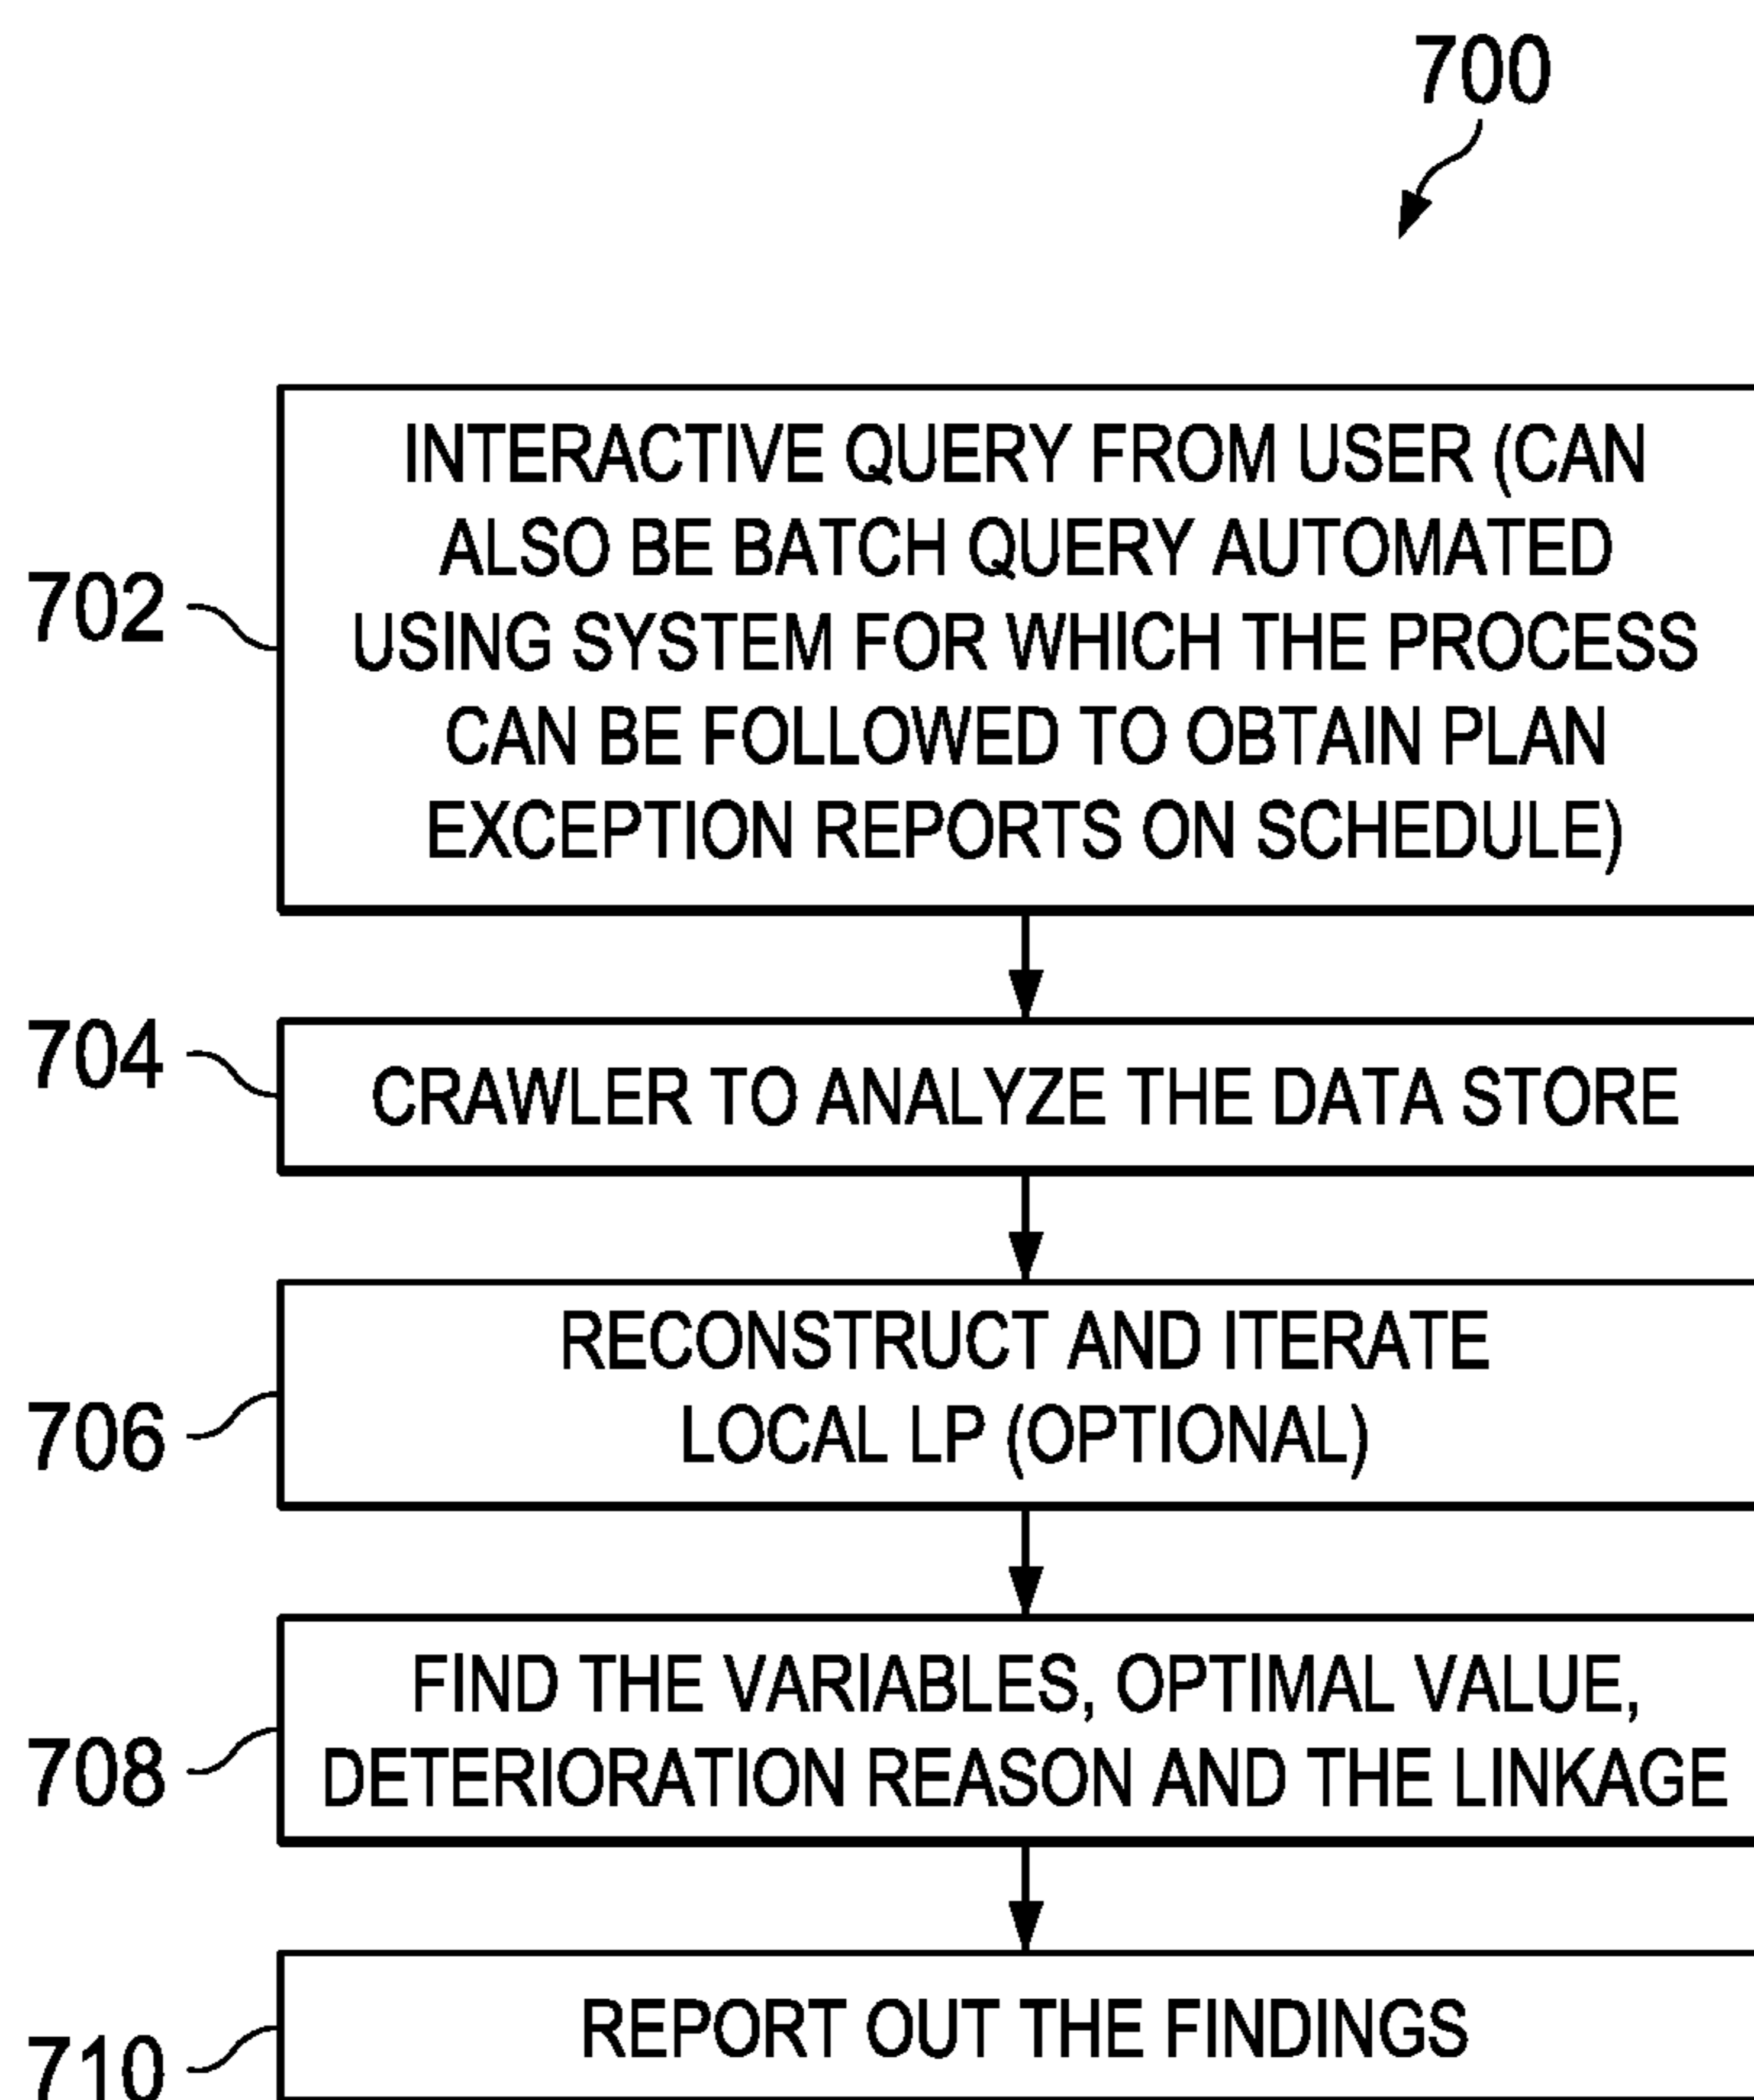 700
702
INTERACTIVE QUERY FROM USER (CAN
ALSO BE BATCH QUERY AUTOMATED
USING SYSTEM FOR WHICH THE PROCESS
CAN BE FOLLOWED TO OBTAIN PLAN
EXCEPTION REPORTS ON SCHEDULE)
704
CRAWLER TO ANALYZE THE DATA STORE
706
RECONSTRUCT AND ITERATE
LOCAL LP (OPTIONAL)
708
FIND THE VARIABLES, OPTIMAL VALUE,
DETERIORATION REASON AND THE LINKAGE
710
REPORT OUT THE FINDINGS